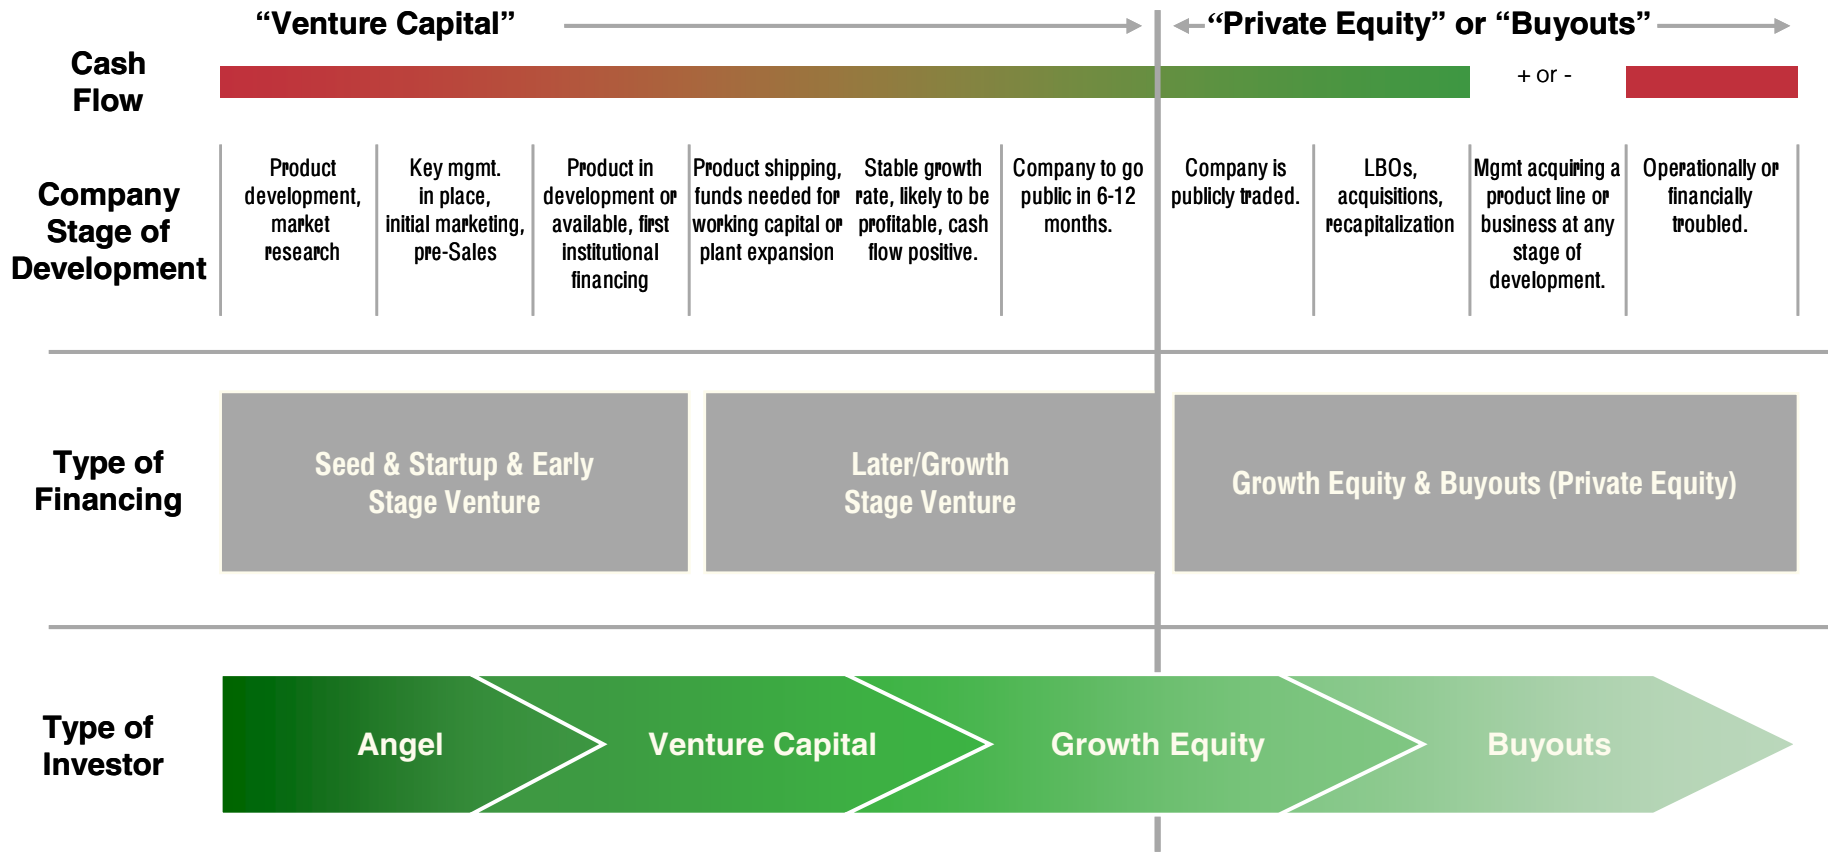 “Venture Capital”
“Private Equity” or “Buyouts”
Cash
Flow
+ or -
Company
Stage of
Development
Product
development,
market
research
Key mgmt.
in place,
initial marketing,
pre-Sales
Product in
development or
available, first
institutional
financing
Product shipping,
funds needed for
working capital or
plant expansion
Stable growth
rate, likely to be
profitable, cash
flow positive.
Company to go
public in 6-12
months.
Company is
publicly traded.
LBOs,
acquisitions,
recapitalization
Mgmt acquiring a
product line or
business at any
stage of
development.
Operationally or
financially
troubled.
Type of
Financing
Seed & Startup & Early
Stage Venture
Later/Growth
Stage Venture
Growth Equity & Buyouts (Private Equity)
Type of
Investor
Angel
Venture Capital
Growth Equity
Buyouts